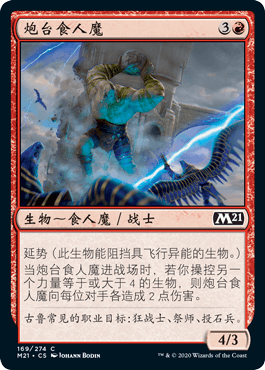 炮台食人魔 3
生物～食人魔／战士 M21
延势（此生物能阻挡具飞行异能的生物。）
当炮台食人魔进战场时，若你操控另一
个力量等于或大于4的生物，则炮台食
人魔向每位对手各造成2点伤害。
古鲁常见的职业目标：狂战士、祭师、投石兵。
4/3
169/274 C
M21 • CS Johann Bodin
™ & © 2020 Wizards of the Coast